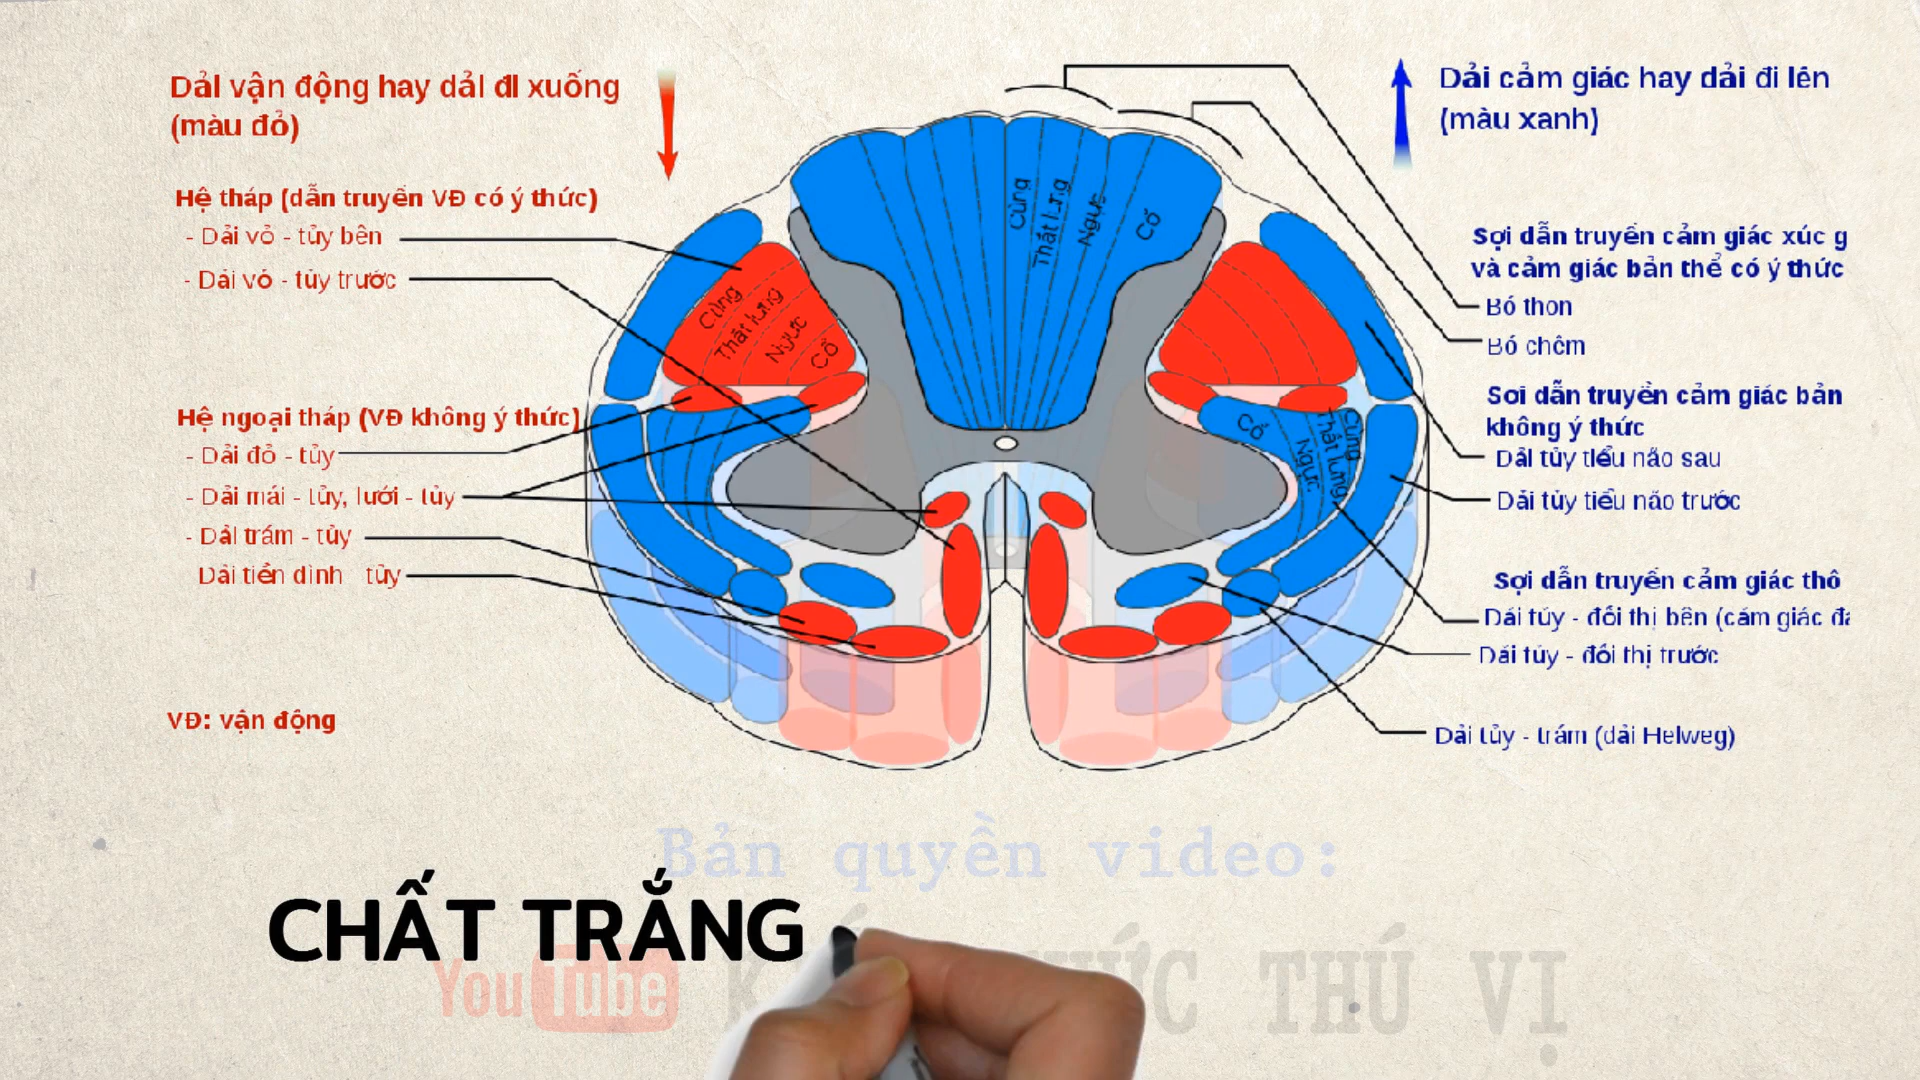 Dải vận động hay dải đi xuống
(màu đỏ)
Hệ tháp (dẫn truyền VĐ có ý thức)
- Dải vỏ - tủy bên
- Dải vỏ - tủy trước
Hệ ngoại tháp (VĐ không ý thức)
- Dải đỏ - tủy
- Dải mái - tủy, lưới - tủy
- Dải trám - tủy
Dải tiền đình tủy
VĐ: vận động
Cùng
Thắt lưng
Ngực
Cổ
Cùng
Thắt lưng
Ngực
Cổ
Cổ
Ngực
Thắt lưng
Cùng
Dải cảm giác hay dải đi lên
(màu xanh)
Sợi dẫn truyền cảm giác xúc g
và cảm giác bản thể có ý thức
Bó thon
Bó chêm
Sơi dẫn truyền cảm giác bản
không ý thức
Dải tủy tiểu não sau
Dải tủy tiểu não trước
Sợi dẫn truyền cảm giác thô
Dải tủy - đồi thị bên (cảm giác đa
Dải tủy - đồi thị trước
Dải tủy - trám (dải Helweg)
Bản quyền video:
CHẤT TRẮNG
YouTube
THÚ VỊ